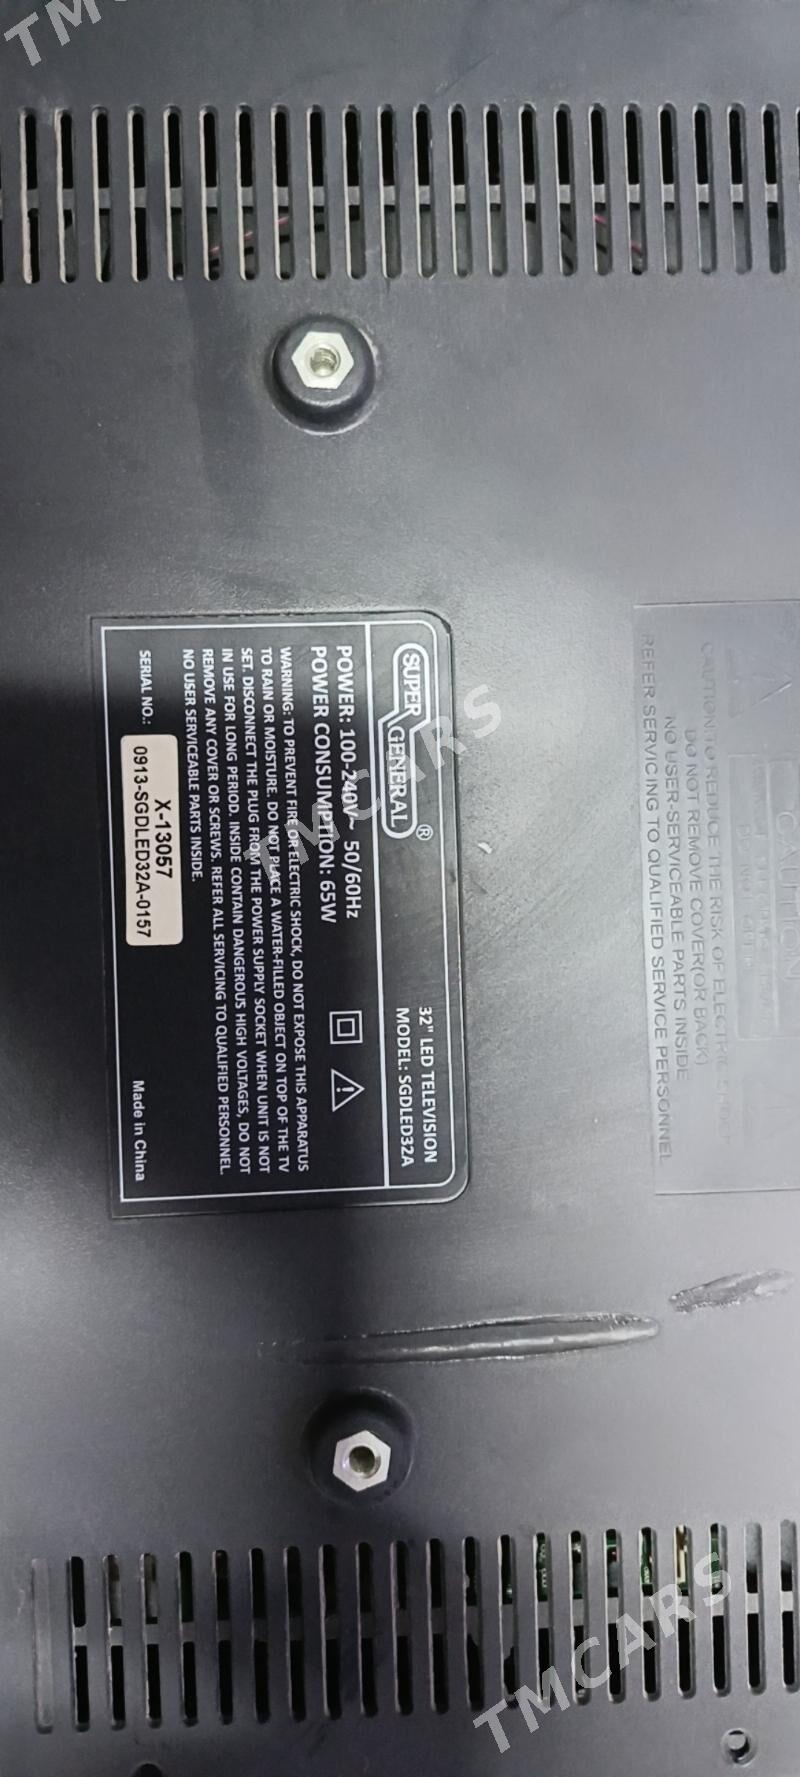 SUPER
GENERAL®
32" LED TELEVISION
MODEL: SGDLED32A
POWER: 100-240V~ 50/60Hz
POWER CONSUMPTION: 65W
WARNING: TO PREVENT FIRE OR ELECTRIC SHOCK, DO NOT EXPOSE THIS APPARATUS
TO RAIN OR MOISTURE. DO NOT PLACE A WATER-FILLED OBJECT ON TOP OF THE TV
SET. DISCONNECT THE PLUG FROM THE POWER SUPPLY SOCKET WHEN UNIT IS NOT
IN USE FOR LONG PERIOD. INSIDE CONTAIN DANGEROUS HIGH VOLTAGES, DO NOT
REMOVE ANY COVER OR SCREWS. REFER ALL SERVICING TO QUALIFIED PERSONNEL.
NO USER SERVICEABLE PARTS INSIDE.
SERIAL NO.:
X-13057
0913-SGDLED32A-0157
Made in China
CAUTION
CAUTION TO REDUCE THE RISK OF ELECTRIC SHOCK
DO NOT REMOVE COVER(OR BACK)
NO USER-SERVICEABLE PARTS INSIDE
REFER SERVICING TO QUALIFIED SERVICE PERSONNEL
TMCARS
TMCARS